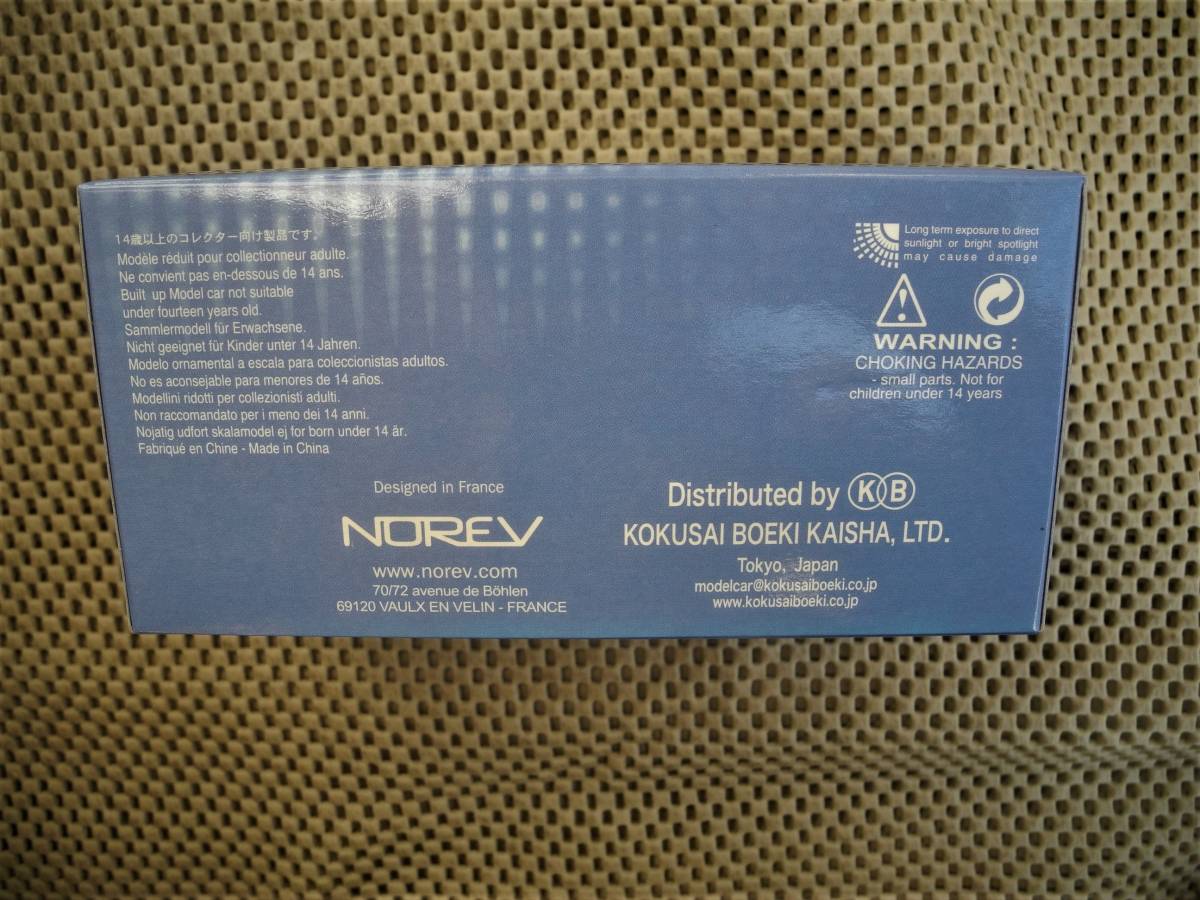 14歳以上のコレクター向け製品です。
Modèle réduit pour collectionneur adulte.
Ne convient pas en-dessous de 14 ans.
Built up Model car not suitable
under fourteen years old.
Sammlermodell für Erwachsene.
Nicht geeignet für Kinder unter 14 Jahren.
Modelo ornamental a escala para coleccionistas adultos.
No es aconsejable para menores de 14 años.
Modellini ridotti per collezionisti adulti.
Non raccomandato per i meno dei 14 anni.
Nojatig udfort skalamodel ej for born under 14 år.
Fabriqué en Chine - Made in China
Long term exposure to direct
sunlight or bright spotlight
may cause damage
WARNING :
CHOKING HAZARDS
- small parts. Not for
children under 14 years
Designed in France
NOREV
www.norev.com
70/72 avenue de Böhlen
69120 VAULX EN VELIN - FRANCE
Distributed by KB
KOKUSAI BOEKI KAISHA, LTD.
Tokyo, Japan
modelcar@kokusaiboeki.co.jp
www.kokusaiboeki.co.jp